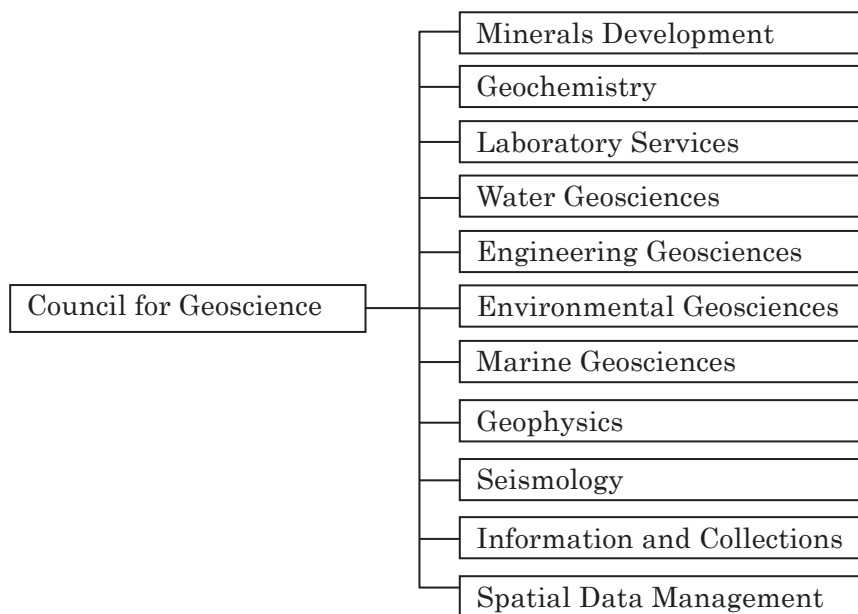 Minerals Development
Geochemistry
Laboratory Services
Water Geosciences
Engineering Geosciences
Council for Geoscience
Environmental Geosciences
Marine Geosciences
Geophysics
Seismology
Information and Collections
Spatial Data Management